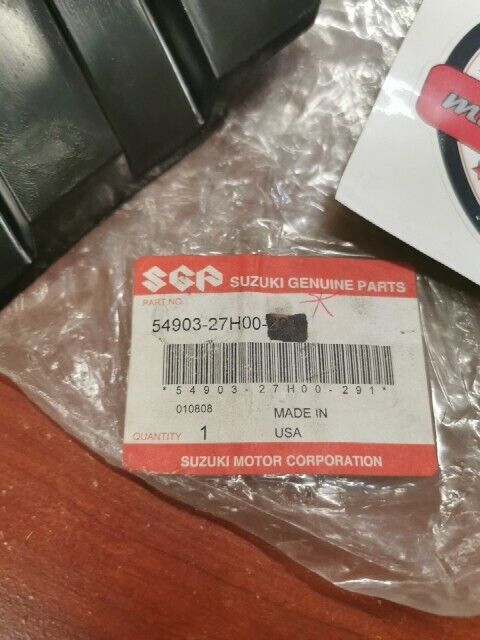 SGP SUZUKI GENUINE PARTS
PART NO.
54903-27H00-
*54903-27H00-291*
010808
MADE IN
USA
QUANTITY 1
SUZUKI MOTOR CORPORATION